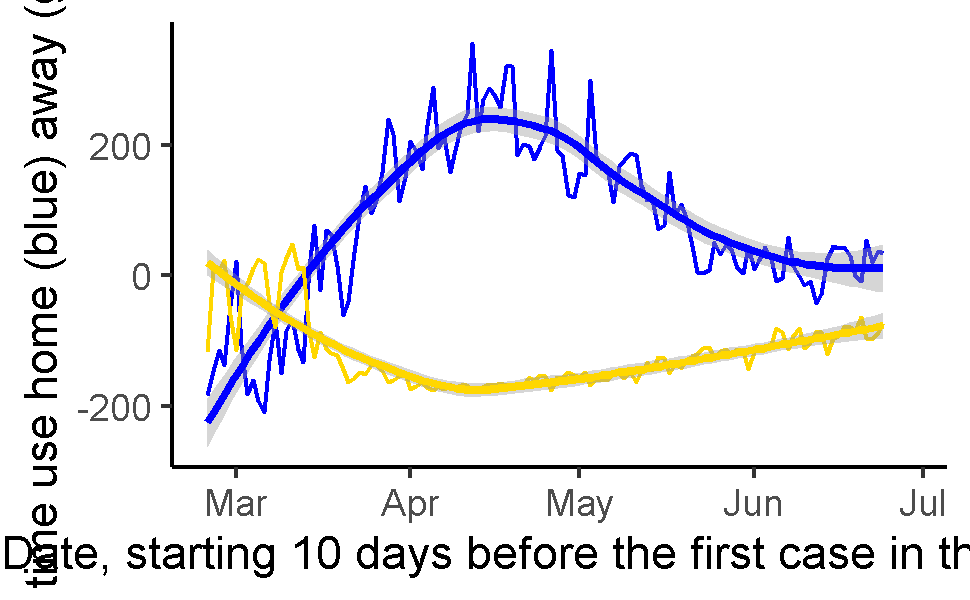 time use home (blue) away (
200
0
-200
Mar Apr May Jun Jul
Date, starting 10 days before the first case in th